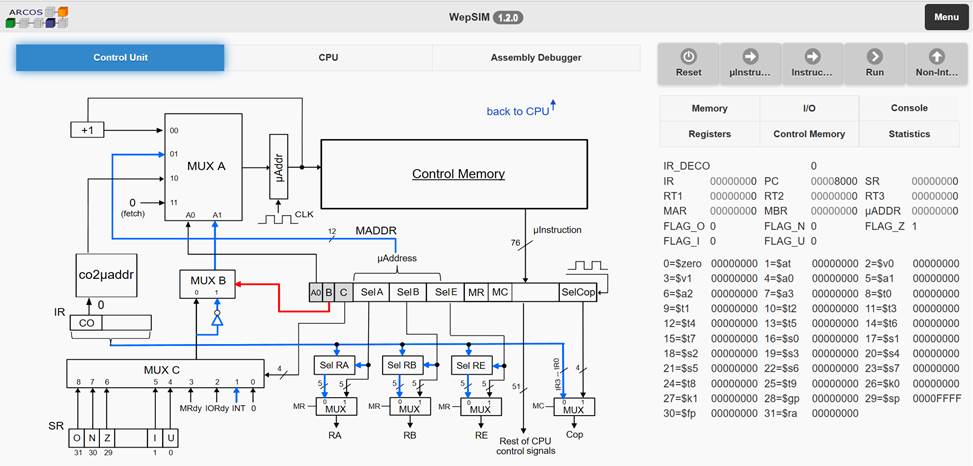 ARCOS
WepSIM 1.2.0
Menu
Control Unit
CPU
Assembly Debugger
Reset
µInstru...
Instruc...
Run
Non-Int...
Memory
I/O
Console
Registers
Control Memory
Statistics
back to CPU
+1
00
01
10
11
MUX A
A0 A1
0
(fetch)
µAddr
CLK
Control Memory
12
MADDR
76
µInstruction
µAddress
co2µaddr
MUX B
0 1
A0 B C SelA SelB SelE MR MC SelCop
IR
0
CO
MUX C
8 7 6 5 4 3 2 1 0
4
MRdy IORdy INT 0
SR
O N Z I U
31 30 29 1 0
Sel RA
Sel RB
Sel RE
5 5
5 5
5 5
51
IR3 – IR0
4
MR
0 1
MUX
MR
0 1
MUX
MR
0 1
MUX
MC
0 1
MUX
RA
RB
RE
Cop
Rest of CPU
control signals
IR_DECO 0
IR 00000000 PC 00008000 SR 00000000
RT1 00000000 RT2 00000000 RT3 00000000
MAR 00000000 MBR 00000000 µADDR 00000000
FLAG_O 0 FLAG_N 0 FLAG_Z 1
FLAG_I 0 FLAG_U 0
0=$zero 00000000 1=$at 00000000 2=$v0 00000000
3=$v1 00000000 4=$a0 00000000 5=$a1 00000000
6=$a2 00000000 7=$a3 00000000 8=$t0 00000000
9=$t1 00000000 10=$t2 00000000 11=$t3 00000000
12=$t4 00000000 13=$t5 00000000 14=$t6 00000000
15=$t7 00000000 16=$s0 00000000 17=$s1 00000000
18=$s2 00000000 19=$s3 00000000 20=$s4 00000000
21=$s5 00000000 22=$s6 00000000 23=$s7 00000000
24=$t8 00000000 25=$t9 00000000 26=$k0 00000000
27=$k1 00000000 28=$gp 00000000 29=$sp 0000FFFF
30=$fp 00000000 31=$ra 00000000